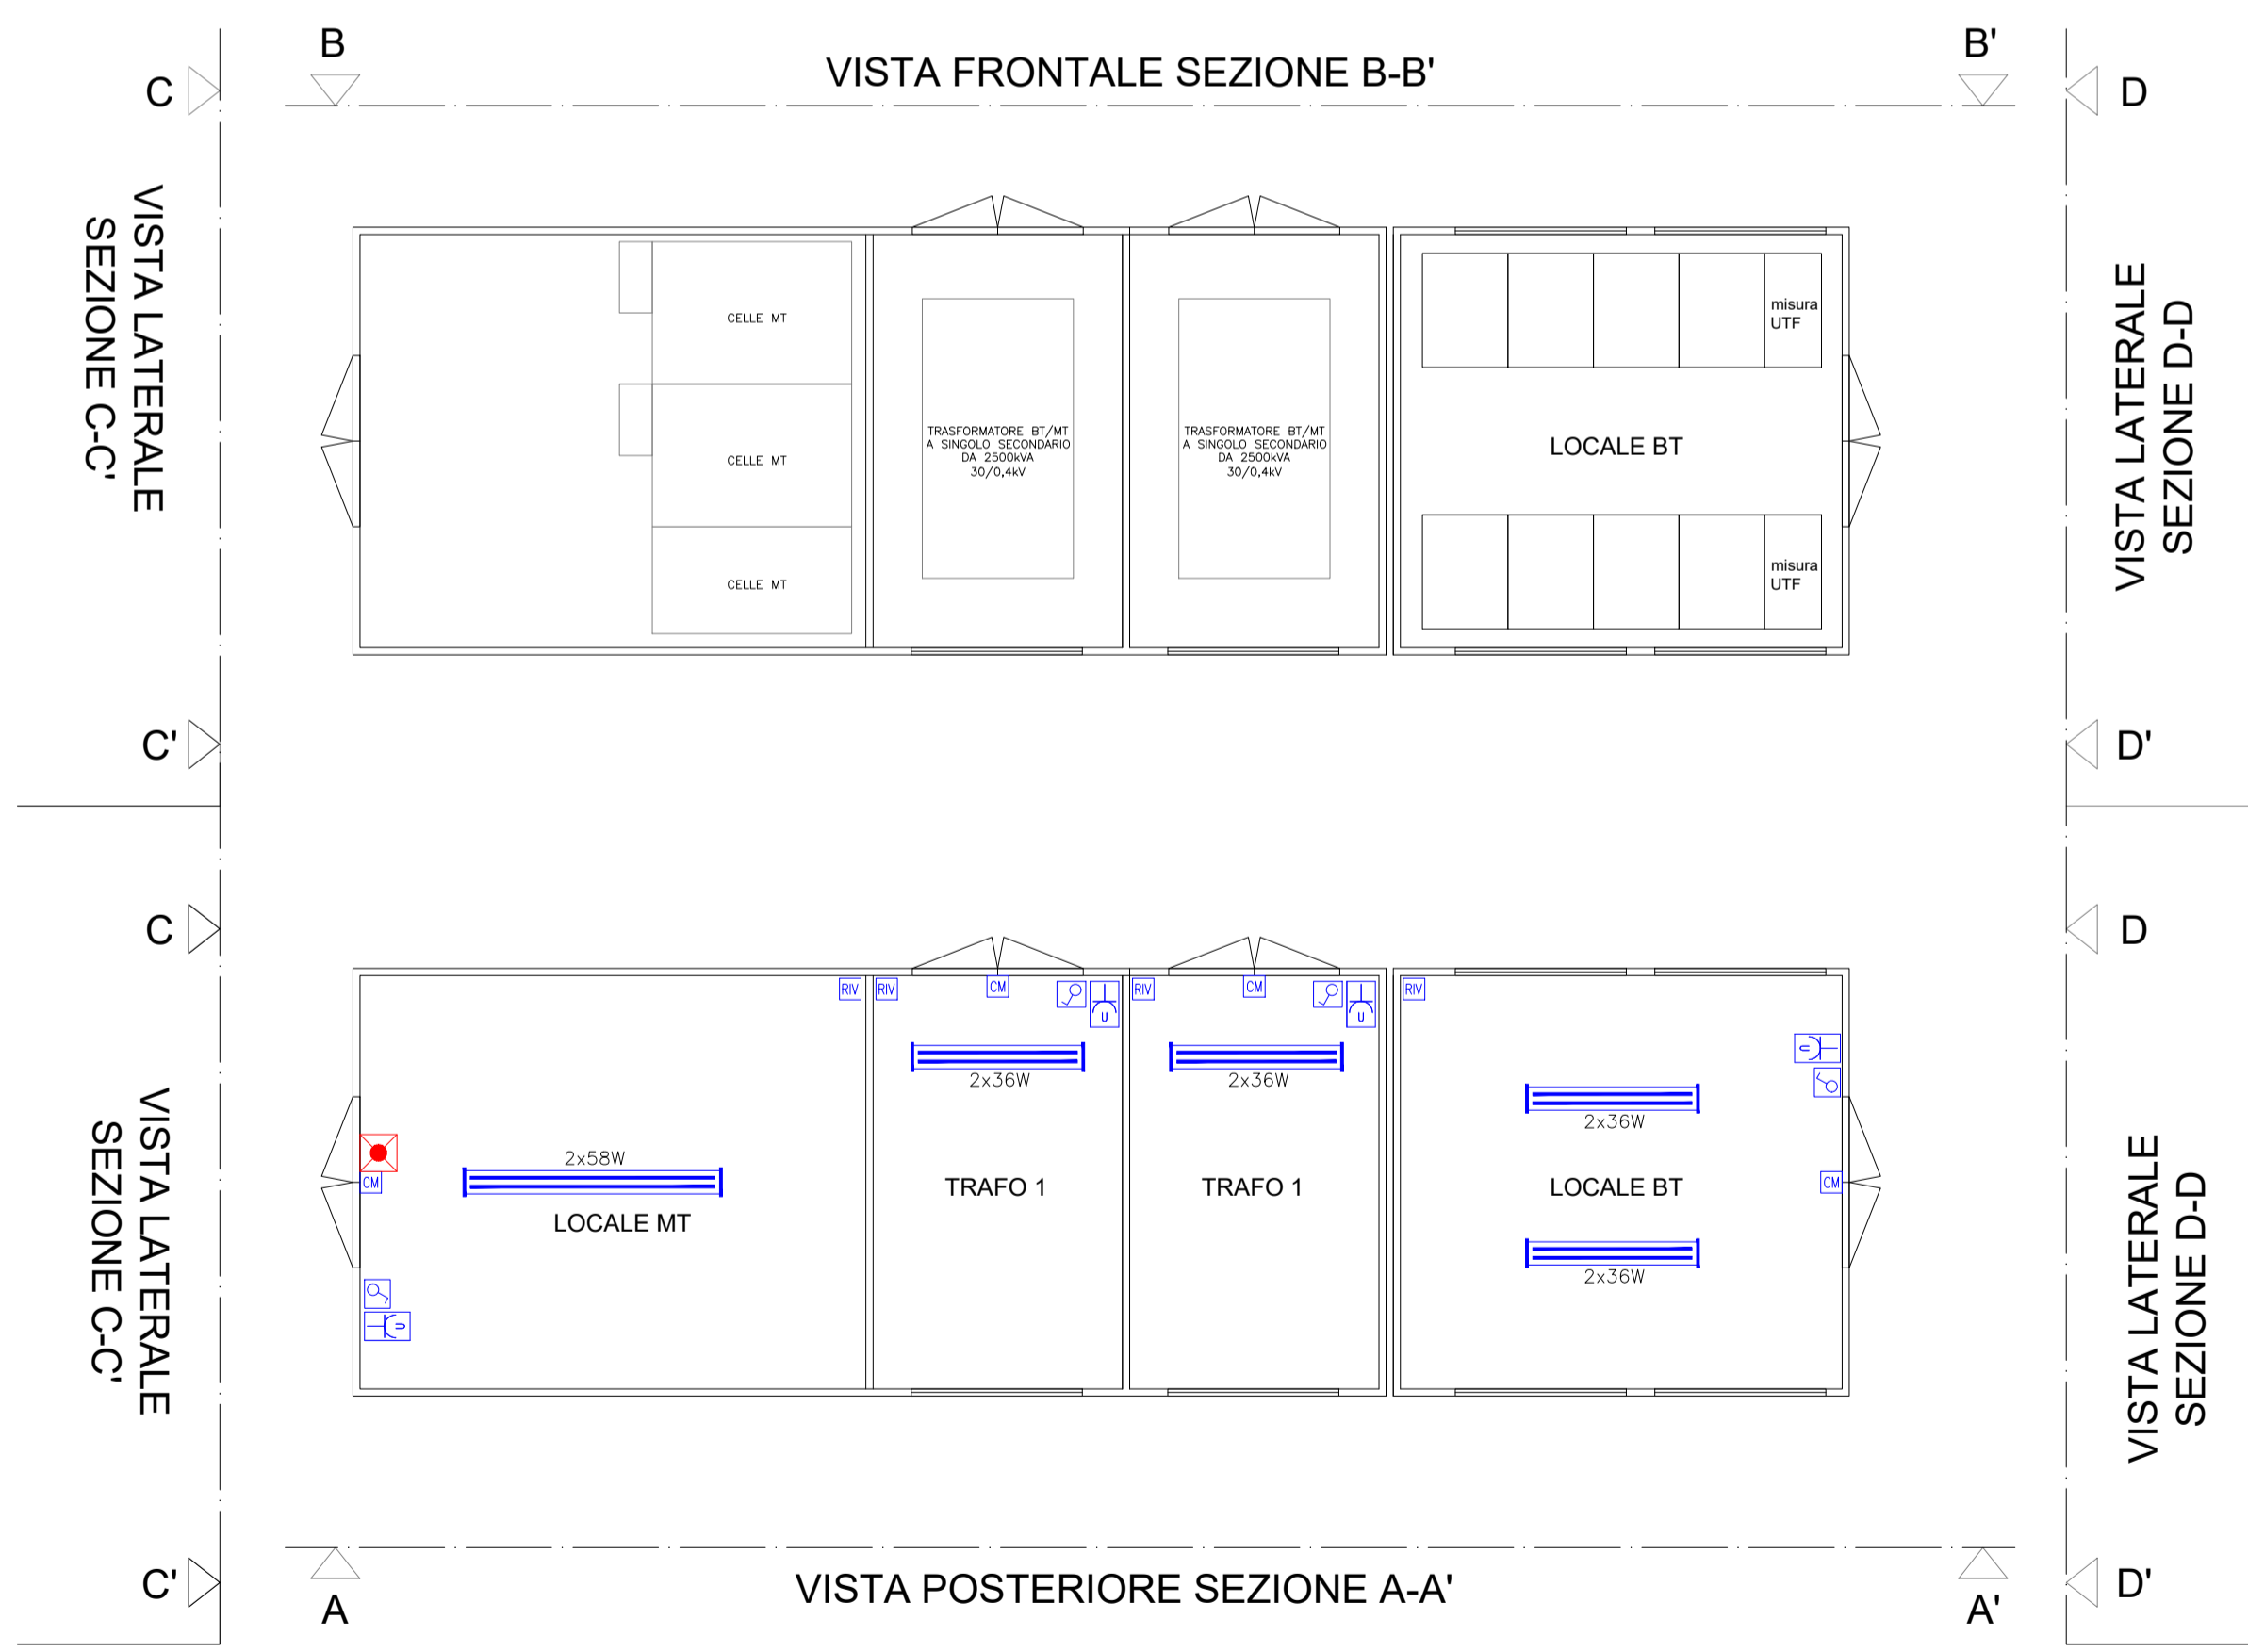 B
B'
C
VISTA FRONTALE SEZIONE B-B'
D
VISTA LATERALE
SEZIONE C-C'
CELLE MT
CELLE MT
CELLE MT
TRASFORMATORE BT/MT
A SINGOLO SECONDARIO
DA 2500kVA
30/0,4kV
TRASFORMATORE BT/MT
A SINGOLO SECONDARIO
DA 2500kVA
30/0,4kV
misura
UTF
LOCALE BT
misura
UTF
VISTA LATERALE
SEZIONE D-D
C'
D'
C
D
RIV
RIV
CM
U
RIV
CM
U
RIV
2x36W
2x36W
U
2x36W
2x58W
CM
LOCALE MT
TRAFO 1
TRAFO 1
LOCALE BT
CM
2x36W
U
VISTA LATERALE
SEZIONE C-C'
VISTA LATERALE
SEZIONE D-D
C'
D'
A
VISTA POSTERIORE SEZIONE A-A'
A'